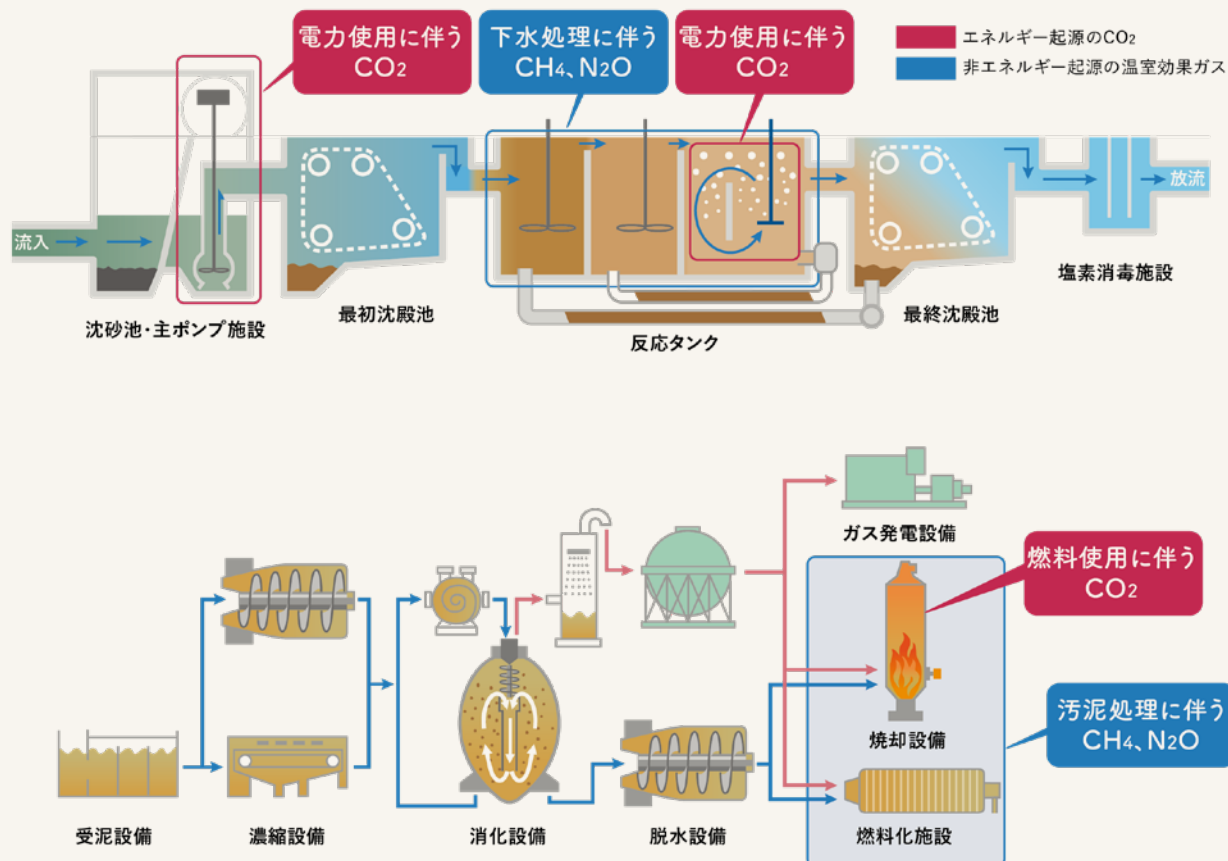 電力使用に伴う
CO₂
下水処理に伴う
CH₄、N₂O
電力使用に伴う
CO₂
エネルギー起源のCO₂
非エネルギー起源の温室効果ガス
流入
放流
沈砂池・主ポンプ施設
最初沈殿池
反応タンク
最終沈殿池
塩素消毒施設
ガス発電設備
燃料使用に伴う
CO₂
焼却設備
汚泥処理に伴う
CH₄、N₂O
受泥設備
濃縮設備
消化設備
脱水設備
燃料化施設